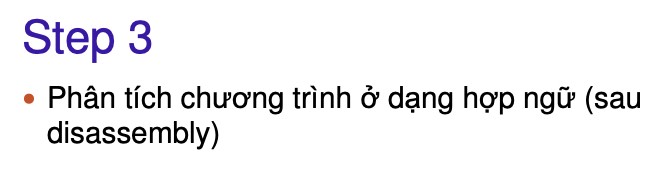 Step 3
• Phân tích chương trình ở dạng hợp ngữ (sau
disassembly)